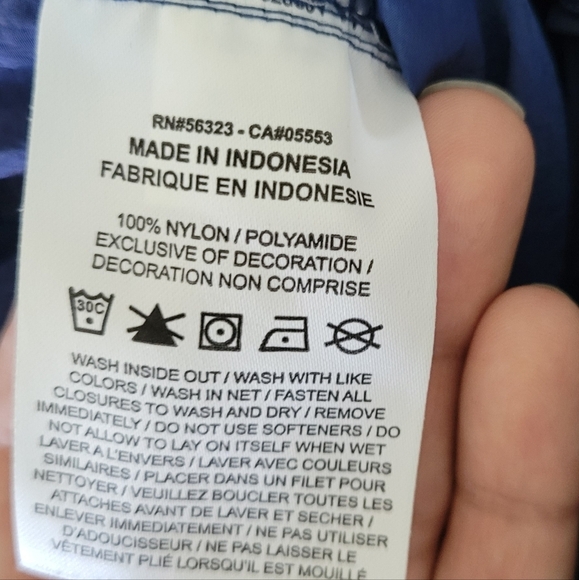 RN#56323 - CA#05553
MADE IN INDONESIA
FABRIQUE EN INDONESIE
100% NYLON / POLYAMIDE
EXCLUSIVE OF DECORATION /
DECORATION NON COMPRISE
30C
WASH INSIDE OUT / WASH WITH LIKE
COLORS / WASH IN NET / FASTEN ALL
CLOSURES TO WASH AND DRY / REMOVE
IMMEDIATELY / DO NOT USE SOFTENERS / DO
NOT ALLOW TO LAY ON ITSELF WHEN WET
LAVER A L'ENVERS / LAVER AVEC COULEURS
SIMILAIRES / PLACER DANS UN FILET POUR
NETTOYER / VEUILLEZ BOUCLER TOUTES LES
ATTACHES AVANT DE LAVER ET SECHER /
ENLEVER IMMEDIATEMENT / NE PAS UTILISER
D'ADOUCISSEUR / NE PAS LAISSER LE
VÊTEMENT PLIÉ LORSQU'IL EST MOUILLÉ